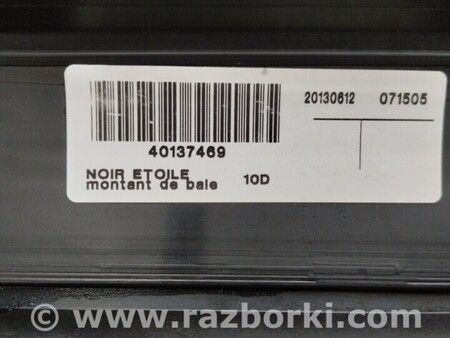 20130612 071505
40137469
NOIR ETOILE
montant de baie 10D
© www.razborki.com